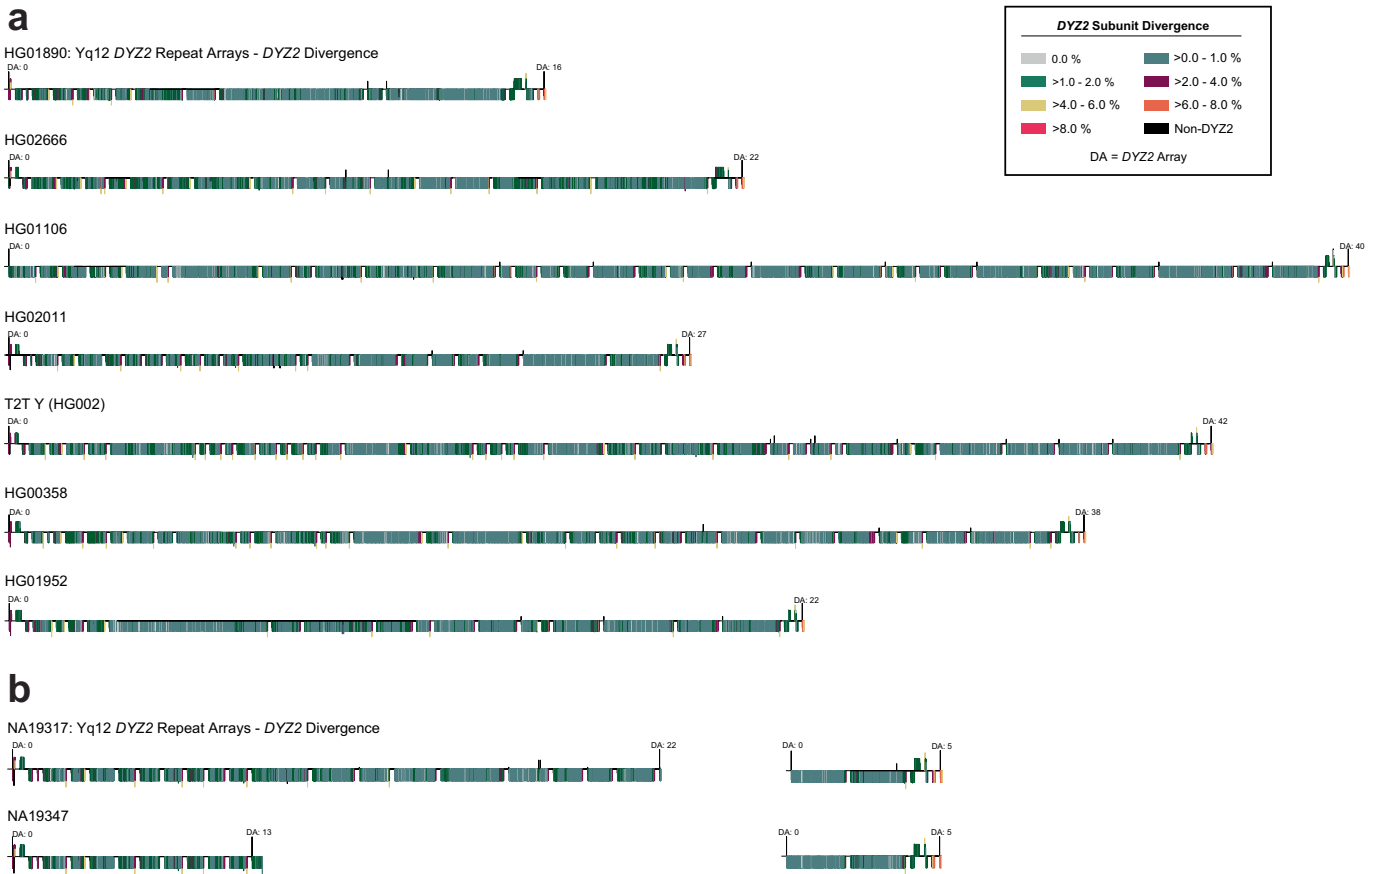 a
HG01890: Yq12 DYZ2 Repeat Arrays - DYZ2 Divergence
DA: 0
DA: 16
HG02666
DA: 0
DA: 22
HG01106
DA: 0
DA: 40
HG02011
DA: 0
DA: 27
T2T Y (HG002)
DA: 0
DA: 42
HG00358
DA: 0
DA: 38
HG01952
DA: 0
DA: 22
DYZ2 Subunit Divergence
0.0 %
>0.0 - 1.0 %
>1.0 - 2.0 %
>2.0 - 4.0 %
>4.0 - 6.0 %
>6.0 - 8.0 %
>8.0 %
Non-DYZ2
DA = DYZ2 Array
b
NA19317: Yq12 DYZ2 Repeat Arrays - DYZ2 Divergence
DA: 0
DA: 22
DA: 0
DA: 5
NA19347
DA: 0
DA: 13
DA: 0
DA: 5